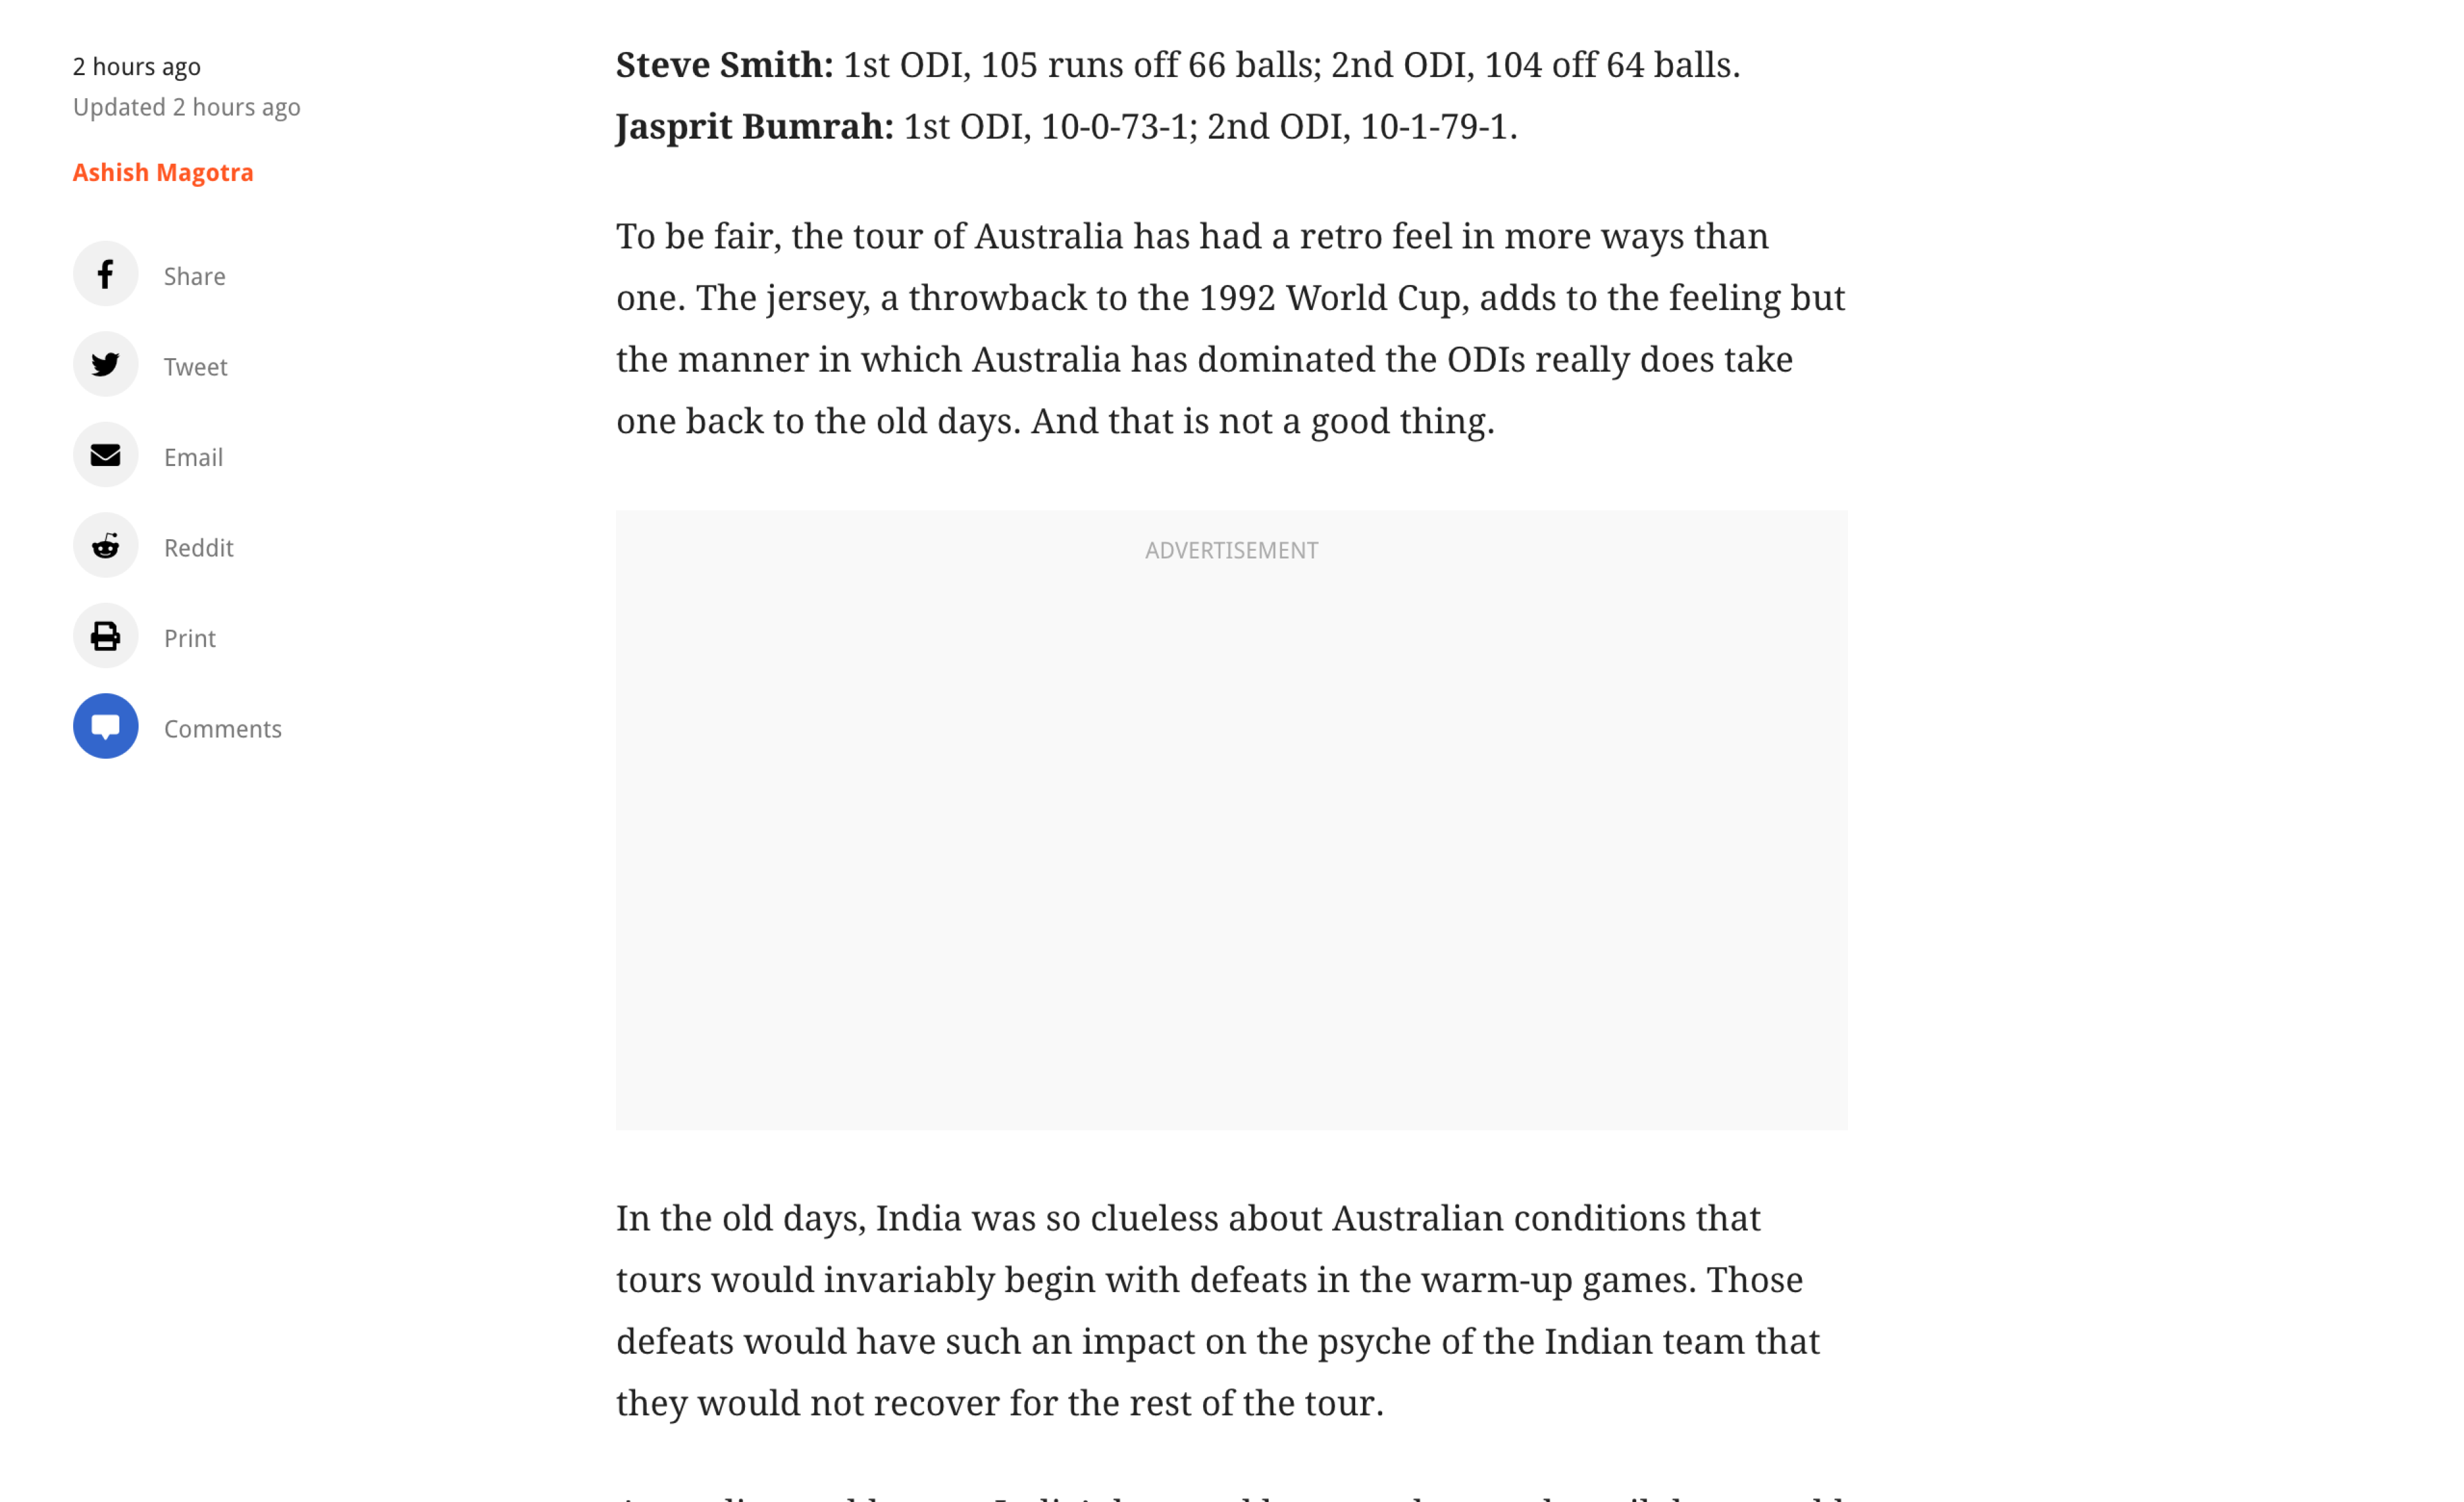 2 hours ago
Updated 2 hours ago
Ashish Magotra
Share
Tweet
Email
Reddit
Print
Comments
Steve Smith: 1st ODI, 105 runs off 66 balls; 2nd ODI, 104 off 64 balls.
Jasprit Bumrah: 1st ODI, 10-0-73-1; 2nd ODI, 10-1-79-1.
To be fair, the tour of Australia has had a retro feel in more ways than
one. The jersey, a throwback to the 1992 World Cup, adds to the feeling but
the manner in which Australia has dominated the ODIs really does take
one back to the old days. And that is not a good thing.
ADVERTISEMENT
In the old days, India was so clueless about Australian conditions that
tours would invariably begin with defeats in the warm-up games. Those
defeats would have such an impact on the psyche of the Indian team that
they would not recover for the rest of the tour.